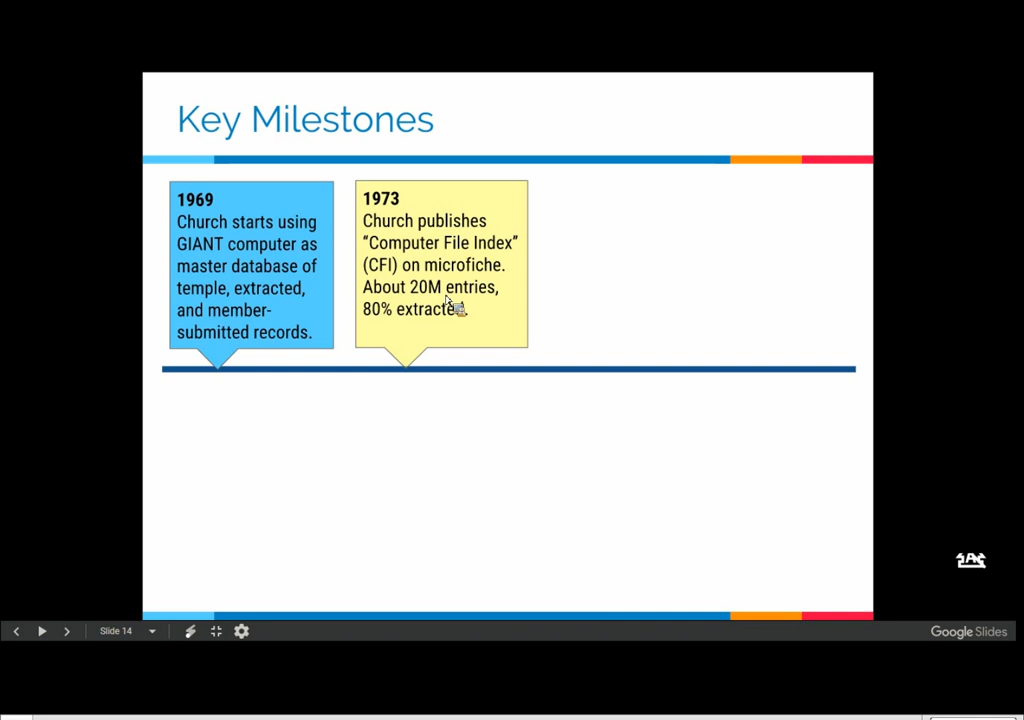 Key Milestones
1969
Church starts using
GIANT computer as
master database of
temple, extracted,
and member-
submitted records.
1973
Church publishes
“Computer File Index”
(CFI) on microfiche.
About 20M entries,
80% extracted.
Slide 14
Google Slides